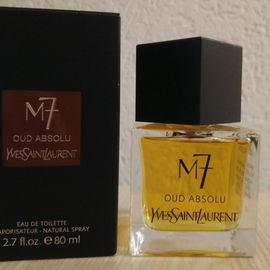 M7
OUD ABSOLU
YVESSAINTLAURENT
EAU DE TOILETTE
VAPORISATEUR - NATURAL SPRAY
2.7 fl.oz. e 80 ml
M7
OUD ABSOLU
YVESSAINTLAURENT